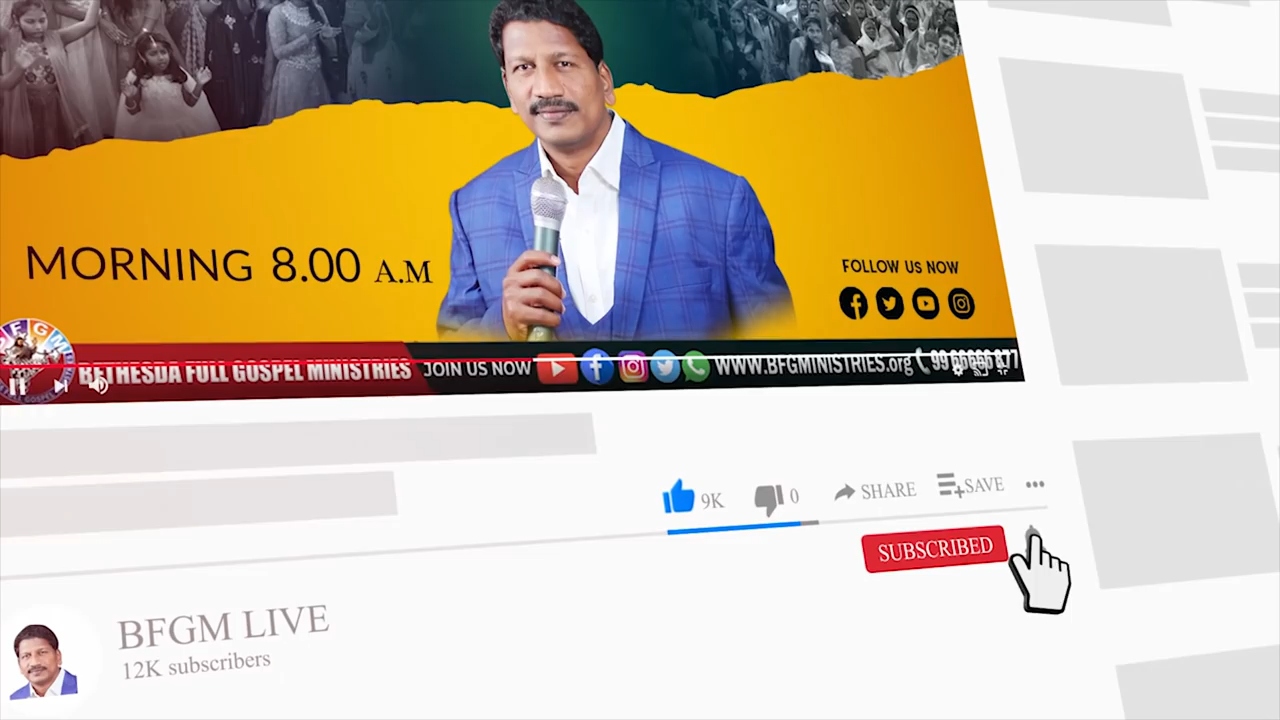 MORNING 8.00 A.M
FOLLOW US NOW
BFGM
BETHESDA FULL GOSPEL MINISTRIES JOIN US NOW WWW.BFGMINISTRIES.org
9K 0 SHARE SAVE
SUBSCRIBED
BFGM LIVE
12K subscribers